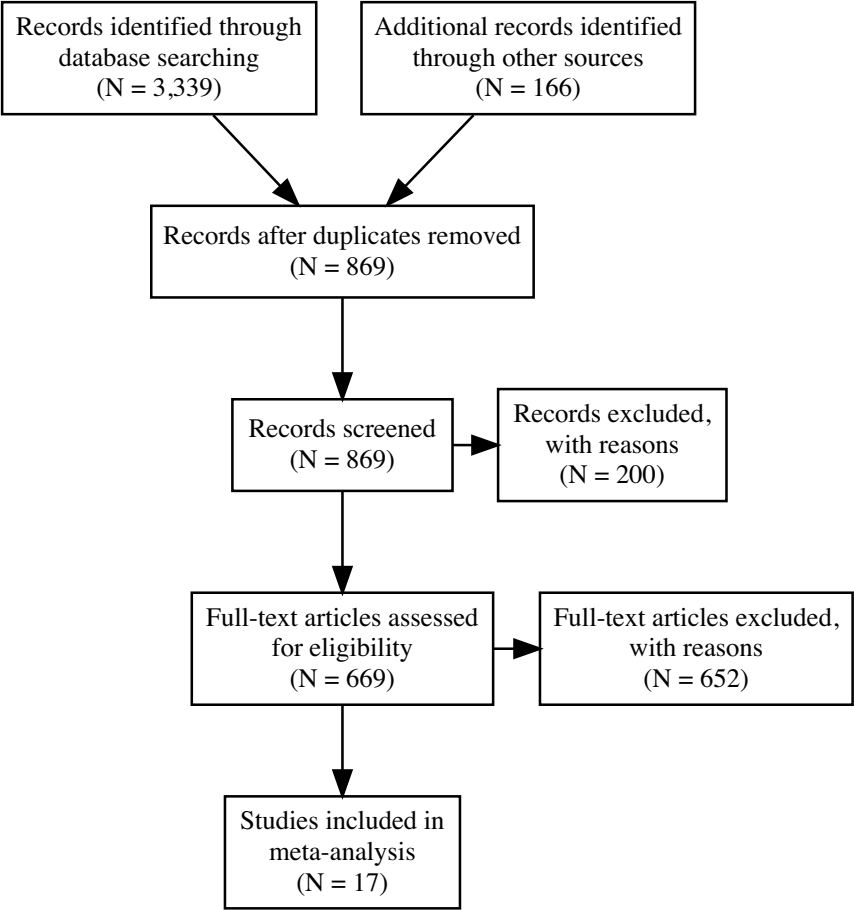 Records identified through
database searching
(N = 3,339)
Additional records identified
through other sources
(N = 166)
Records after duplicates removed
(N = 869)
Records screened
(N = 869)
Records excluded,
with reasons
(N = 200)
Full-text articles assessed
for eligibility
(N = 669)
Full-text articles excluded,
with reasons
(N = 652)
Studies included in
meta-analysis
(N = 17)